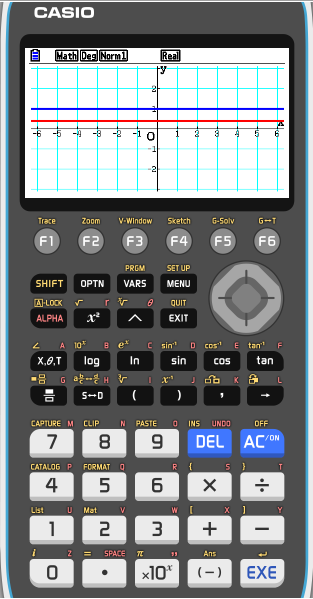 CASIO
Math Deg Norm1 Real
y
2
1
-6 -5 -4 -3 -2 -1 O 1 2 3 4 5 6 x
-1
-2
Trace Zoom V-Window Sketch G-Solv G↔T
F1 F2 F3 F4 F5 F6
PRGM SET UP
SHIFT OPTN VARS MENU
A-LOCK √ r ˣ√ θ QUIT
ALPHA x² ^ EXIT
∠ A 10ˣ B eˣ C sin⁻¹ D cos⁻¹ E tan⁻¹ F
X,θ,T log ln sin cos tan
G H ³√ I x⁻¹ J K L
S↔D ( ) , →
CAPTURE M CLIP N PASTE O INS UNDO OFF
7 8 9 DEL AC/ON
CATALOG P FORMAT Q R { S } T
4 5 6 × ÷
List U Mat V W [ X ] Y
1 2 3 + −
i Z = SPACE π " Ans ↵
0 • ×10ˣ (−) EXE